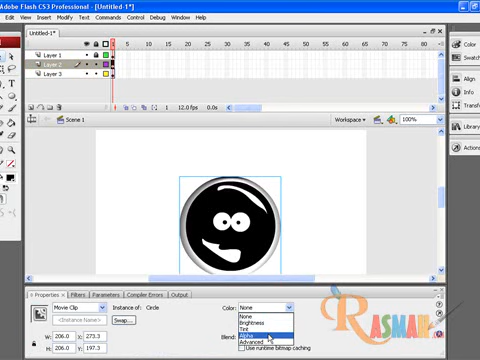 Adobe Flash CS3 Professional - [Untitled-1*]
Edit View Insert Modify Text Commands Control Debug Window Help
Untitled-1*
1 5 10 15 20 25 30 35 40 45 50 55 60 65 70 75 80
Layer 1
Layer 2
Layer 3
1 12.0 fps 0.0s
Scene 1 Workspace 100%
Color
Swatch
Align
Info
Transf
Library
Actions
Properties Filters Parameters Compiler Errors Output
Movie Clip Instance of: Circle Color: None
<Instance Name> Swap...
None
Brightness
Tint
Alpha
Advanced
Blend:
W: 206.0 X: 273.3
H: 206.0 Y: 197.3
Use runtime bitmap caching
RASMAH